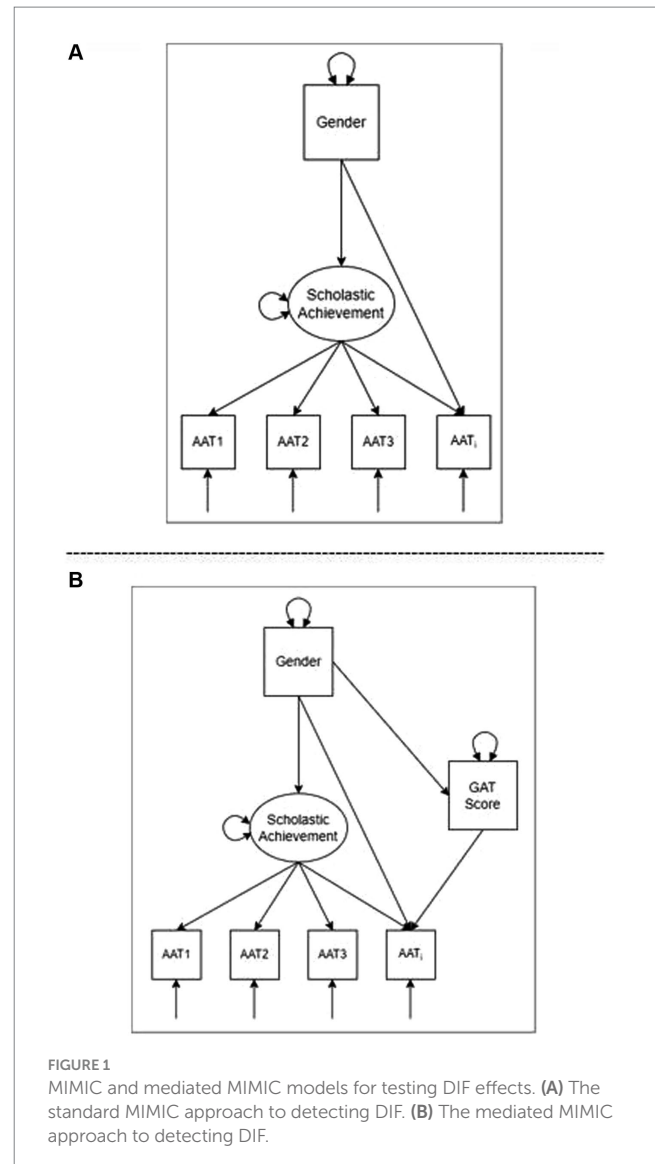 A
Gender
Scholastic
Achievement
AAT1 AAT2 AAT3 AATᵢ
B
Gender
GAT
Score
Scholastic
Achievement
AAT1 AAT2 AAT3 AATᵢ
FIGURE 1
MIMIC and mediated MIMIC models for testing DIF effects. (A) The
standard MIMIC approach to detecting DIF. (B) The mediated MIMIC
approach to detecting DIF.